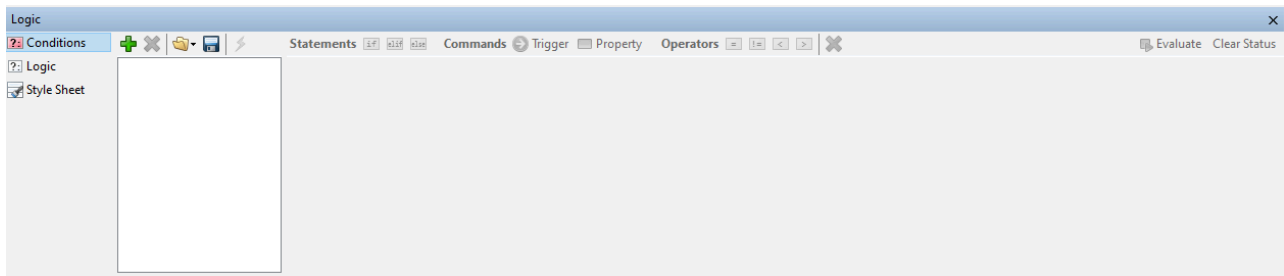 Logic
?: Conditions Statements if elif else Commands Trigger Property Operators = != < > Evaluate Clear Status
?: Logic
Style Sheet